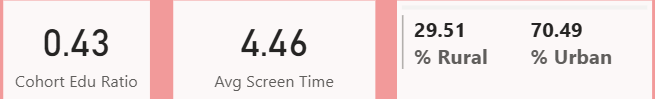 0.43
Cohort Edu Ratio
4.46
Avg Screen Time
29.51 70.49
% Rural % Urban